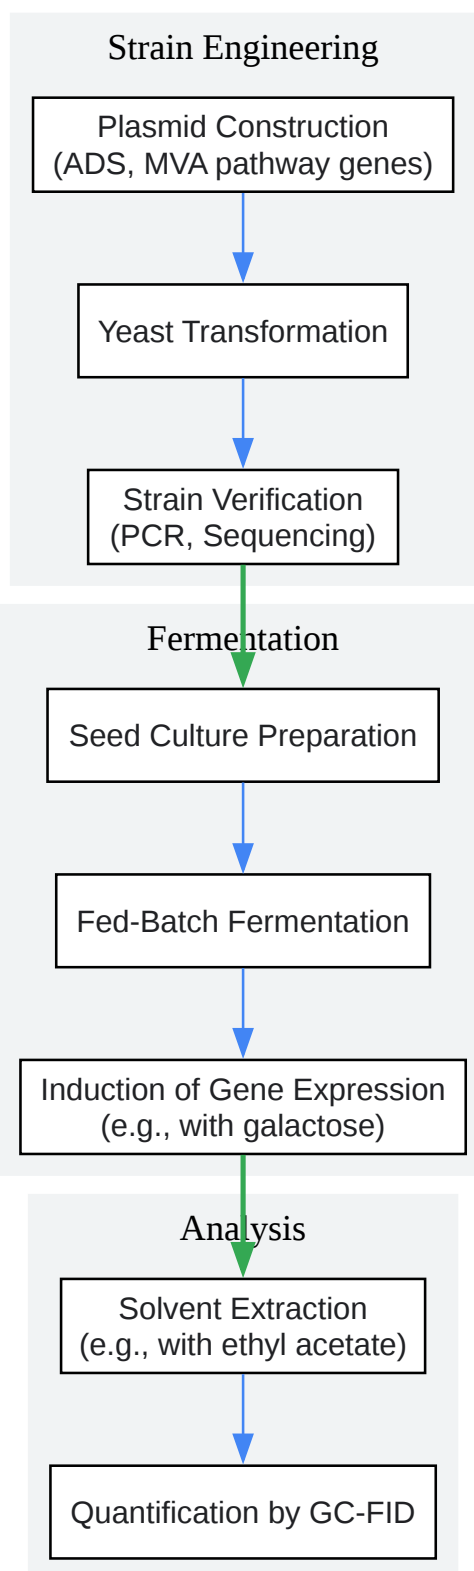 Strain Engineering
Plasmid Construction
(ADS, MVA pathway genes)
Yeast Transformation
Strain Verification
(PCR, Sequencing)
Fermentation
Seed Culture Preparation
Fed-Batch Fermentation
Induction of Gene Expression
(e.g., with galactose)
Analysis
Solvent Extraction
(e.g., with ethyl acetate)
Quantification by GC-FID